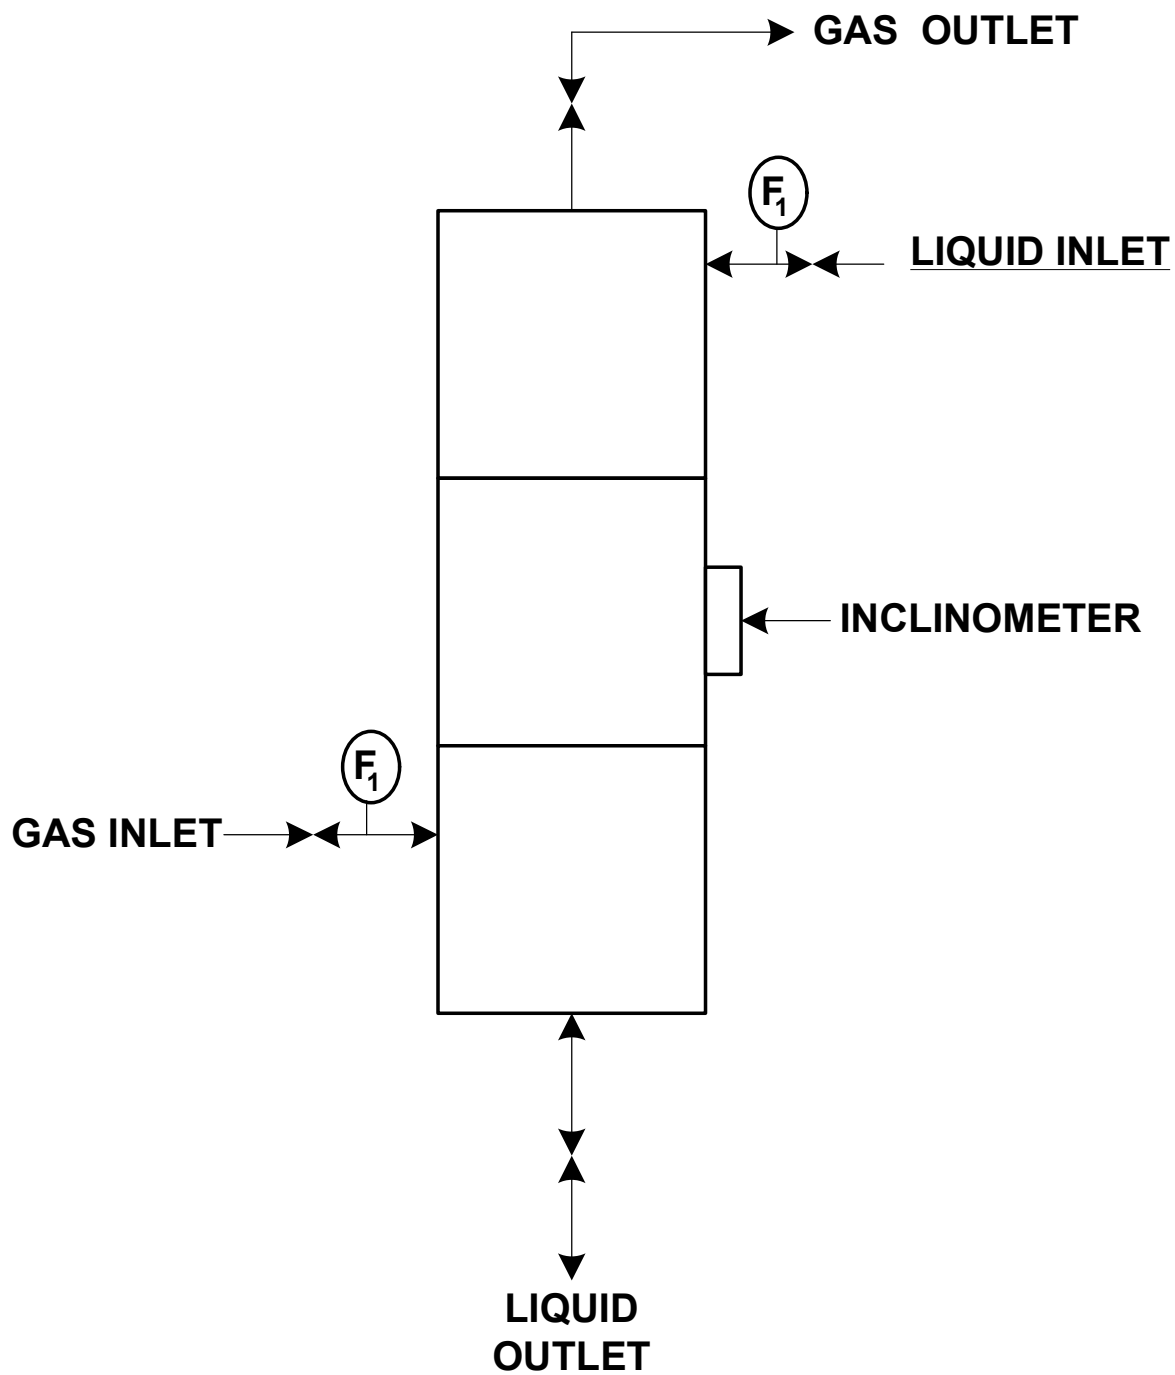 GAS OUTLET
F1
LIQUID INLET
INCLINOMETER
F1
GAS INLET
LIQUID
OUTLET